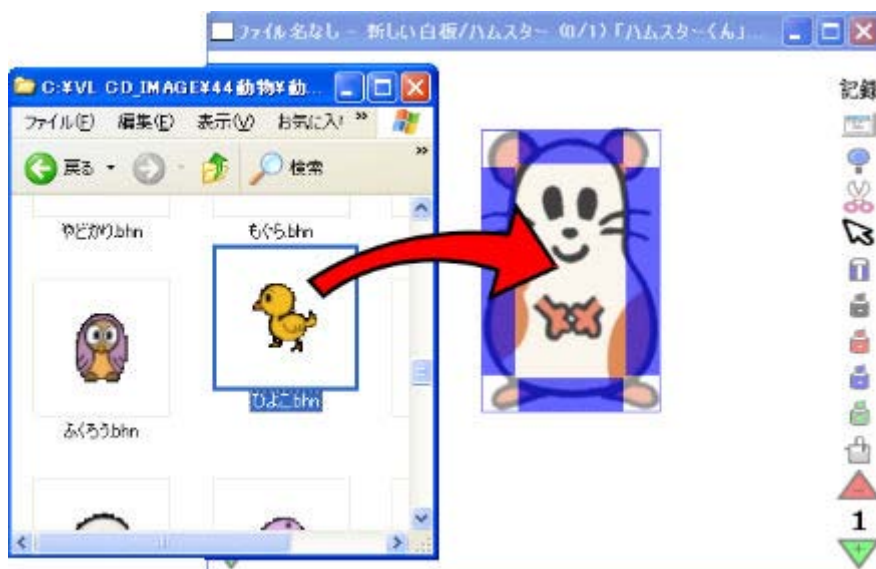 ファイル名なし - 新しい白板/ハムスター (0/1)「ハムスターくん」...
C:¥VL CD_IMAGE¥44動物¥動...
ファイル(F) 編集(E) 表示(V) お気に入り »
戻る 検索 »
やどかり.bhn もぐら.bhn
ひよこ.bhn
ふくろう.bhn
記録
1